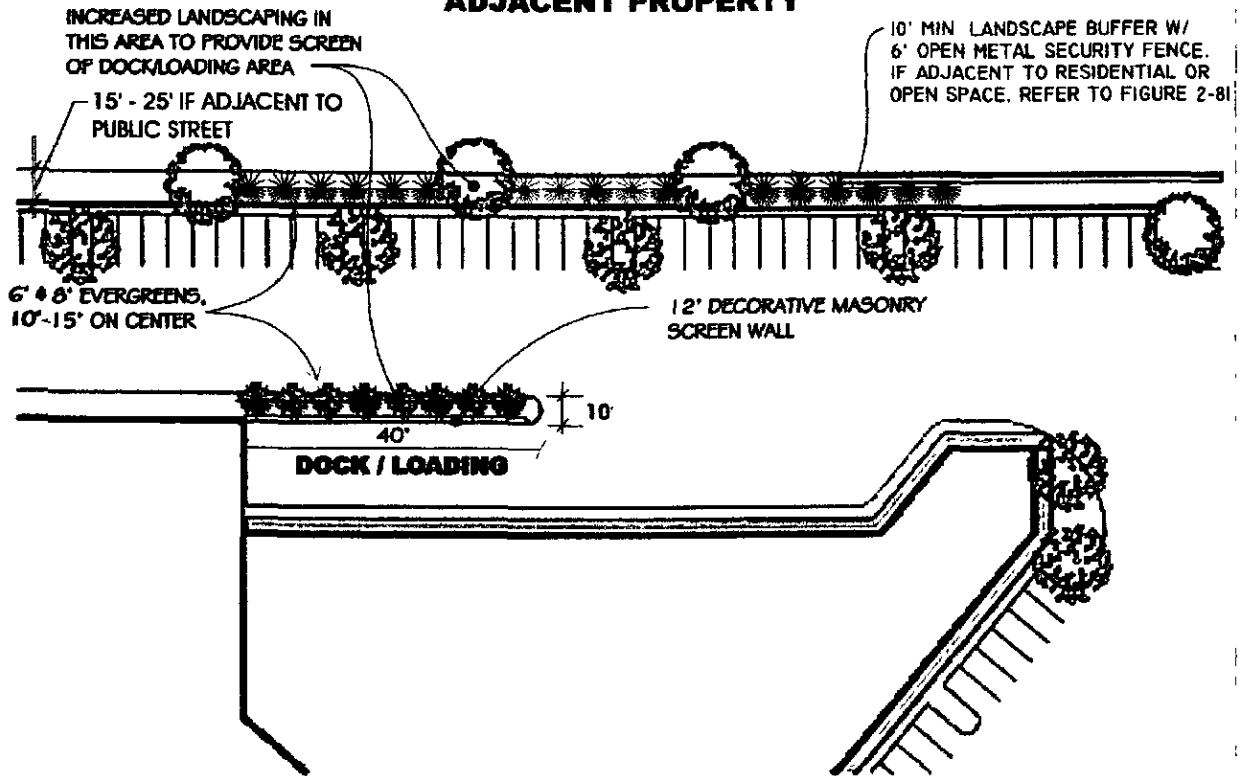 ADJACENT PROPERTY
INCREASED LANDSCAPING IN
THIS AREA TO PROVIDE SCREEN
OF DOCK/LOADING AREA
10' MIN LANDSCAPE BUFFER W/
6' OPEN METAL SECURITY FENCE.
IF ADJACENT TO RESIDENTIAL OR
OPEN SPACE. REFER TO FIGURE 2-81
15' - 25' IF ADJACENT TO
PUBLIC STREET
6' & 8' EVERGREENS,
10'-15' ON CENTER
12' DECORATIVE MASONRY
SCREEN WALL
10'
40'
DOCK / LOADING